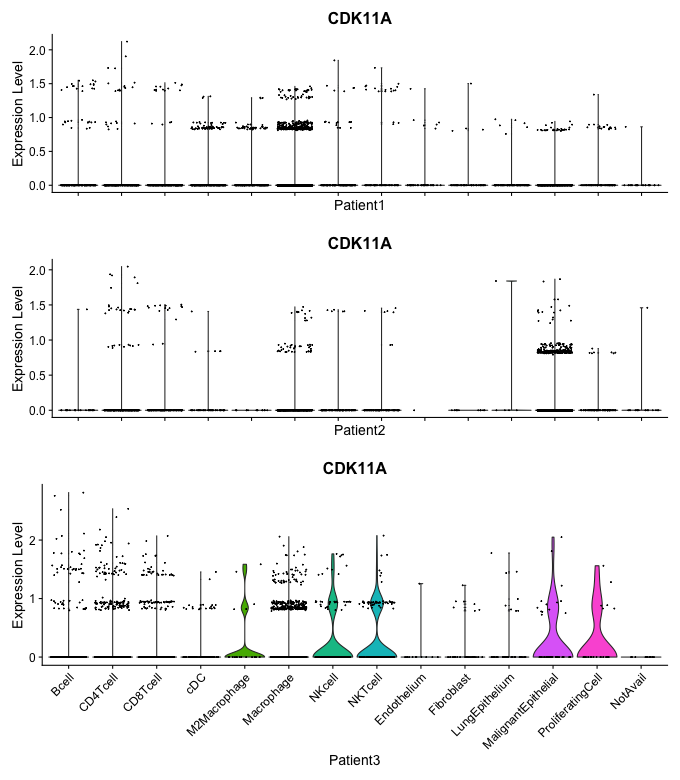 CDK11A
Expression Level
2.0
1.5
1.0
0.5
0.0
Patient1
CDK11A
Expression Level
2.0
1.5
1.0
0.5
0.0
Patient2
CDK11A
Expression Level
2
1
0
Bcell
CD4Tcell
CD8Tcell
cDC
M2Macrophage
Macrophage
NKcell
NKTcell
Endothelium
Fibroblast
LungEpithelium
MalignantEpithelial
ProliferatingCell
NotAvail
Patient3